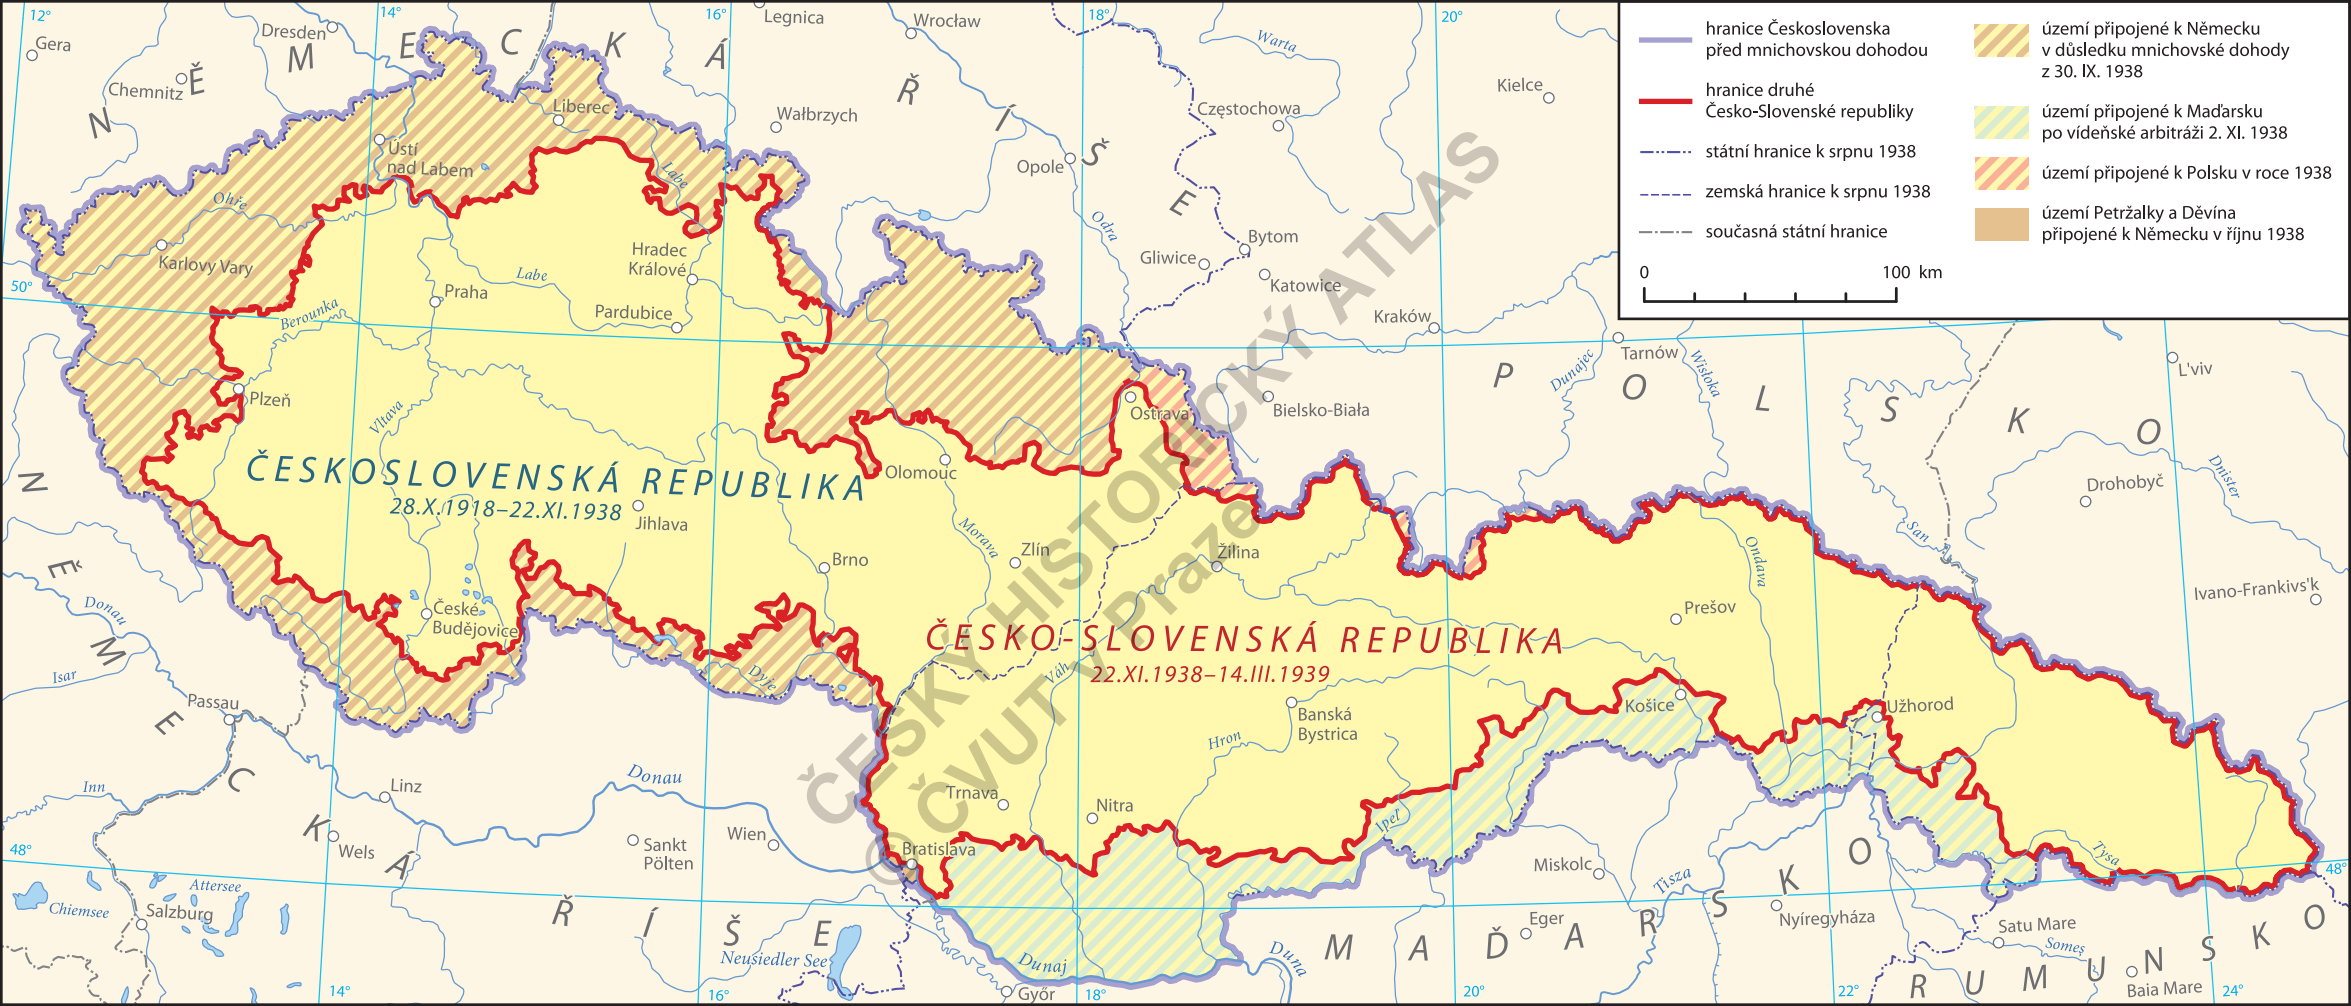 12°
14°
16°
18°
20°
Gera
Dresden
Legnica
Wrocław
Warta
Kielce
Chemnitz
NĚMECKÁ ŘÍŠE
Liberec
Wałbrzych
Częstochowa
Ústí
nad Labem
Opole
Labe
Ohře
Odra
Bytom
Gliwice
Katowice
Karlovy Vary
Hradec
Králové
50°
Labe
Praha
Pardubice
Berounka
Kraków
Tarnów
Dunajec
Wisłoka
L'viv
POLSKO
Plzeň
Vltava
Ostrava
Bielsko-Biała
Olomouc
ČESKOSLOVENSKÁ REPUBLIKA
28.X.1918–22.XI.1938
Jihlava
Morava
Zlín
Žilina
Brno
Dnister
Drohobyč
San
Ondava
Ivano-Frankivs'k
NĚMECKÁ ŘÍŠE
Donau
České
Budějovice
Prešov
ČESKO-SLOVENSKÁ REPUBLIKA
22.XI.1938–14.III.1939
Isar
Passau
Dyje
Váh
Banská
Bystrica
Hron
Košice
Užhorod
Inn
Linz
Donau
Trnava
Nitra
Ipeľ
Wels
Sankt
Pölten
Wien
Bratislava
48°
Miskolc
Tisza
Tysa
48°
Attersee
Chiemsee
Salzburg
Neusiedler See
Dunaj
Győr
Duna
MAĎARSKO
Eger
Nyíregyháza
Satu Mare
Someș
Baia Mare
RUMUNSKO
14°
16°
18°
20°
22°
24°
ČESKÝ HISTORICKÝ ATLAS
© ČVUT v Praze
hranice Československa
před mnichovskou dohodou
hranice druhé
Česko-Slovenské republiky
státní hranice k srpnu 1938
zemská hranice k srpnu 1938
současná státní hranice
0 100 km
území připojené k Německu
v důsledku mnichovské dohody
z 30. IX. 1938
území připojené k Maďarsku
po vídeňské arbitráži 2. XI. 1938
území připojené k Polsku v roce 1938
území Petržalky a Děvína
připojené k Německu v říjnu 1938